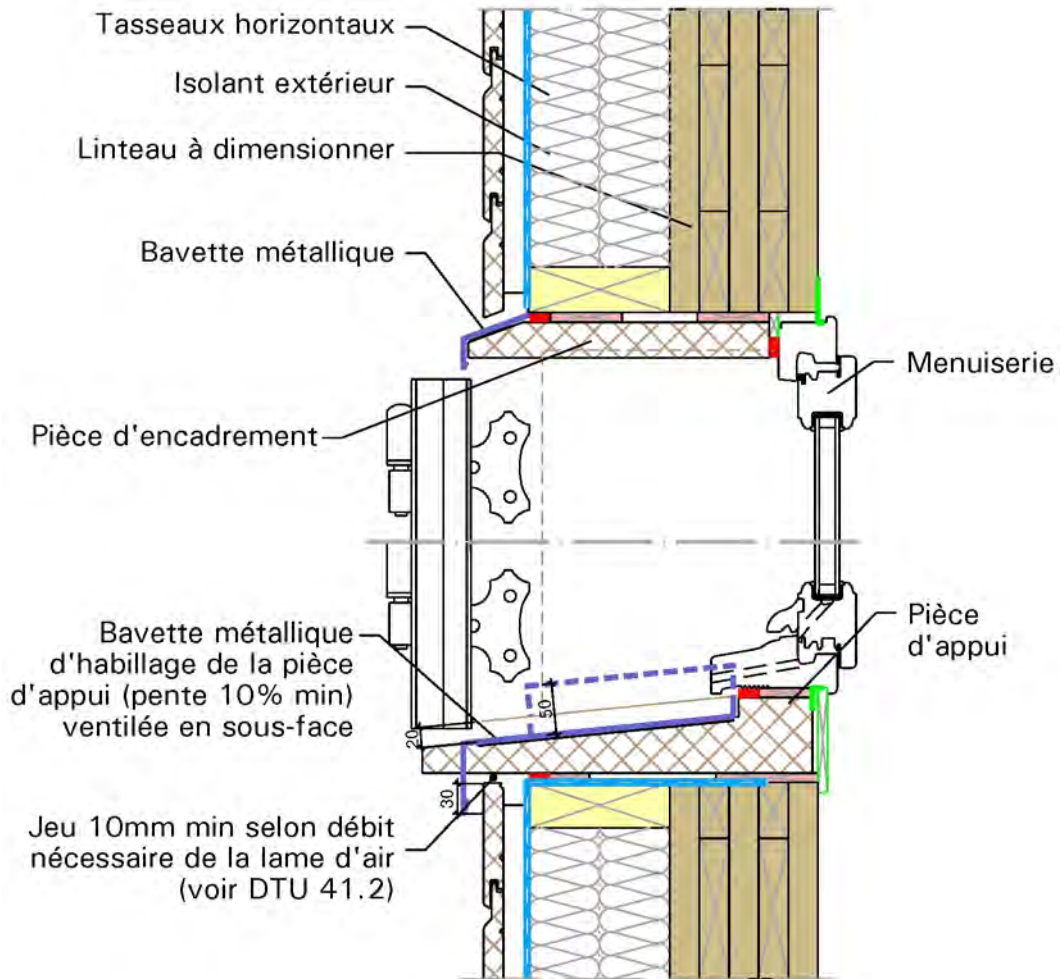 Tasseaux horizontaux
Isolant extérieur
Linteau à dimensionner
Bavette métallique
Menuiserie
Pièce d'encadrement
Bavette métallique
d'habillage de la pièce
d'appui (pente 10% min)
ventilée en sous-face
Pièce
d'appui
50
20
30
Jeu 10mm min selon débit
nécessaire de la lame d'air
(voir DTU 41.2)